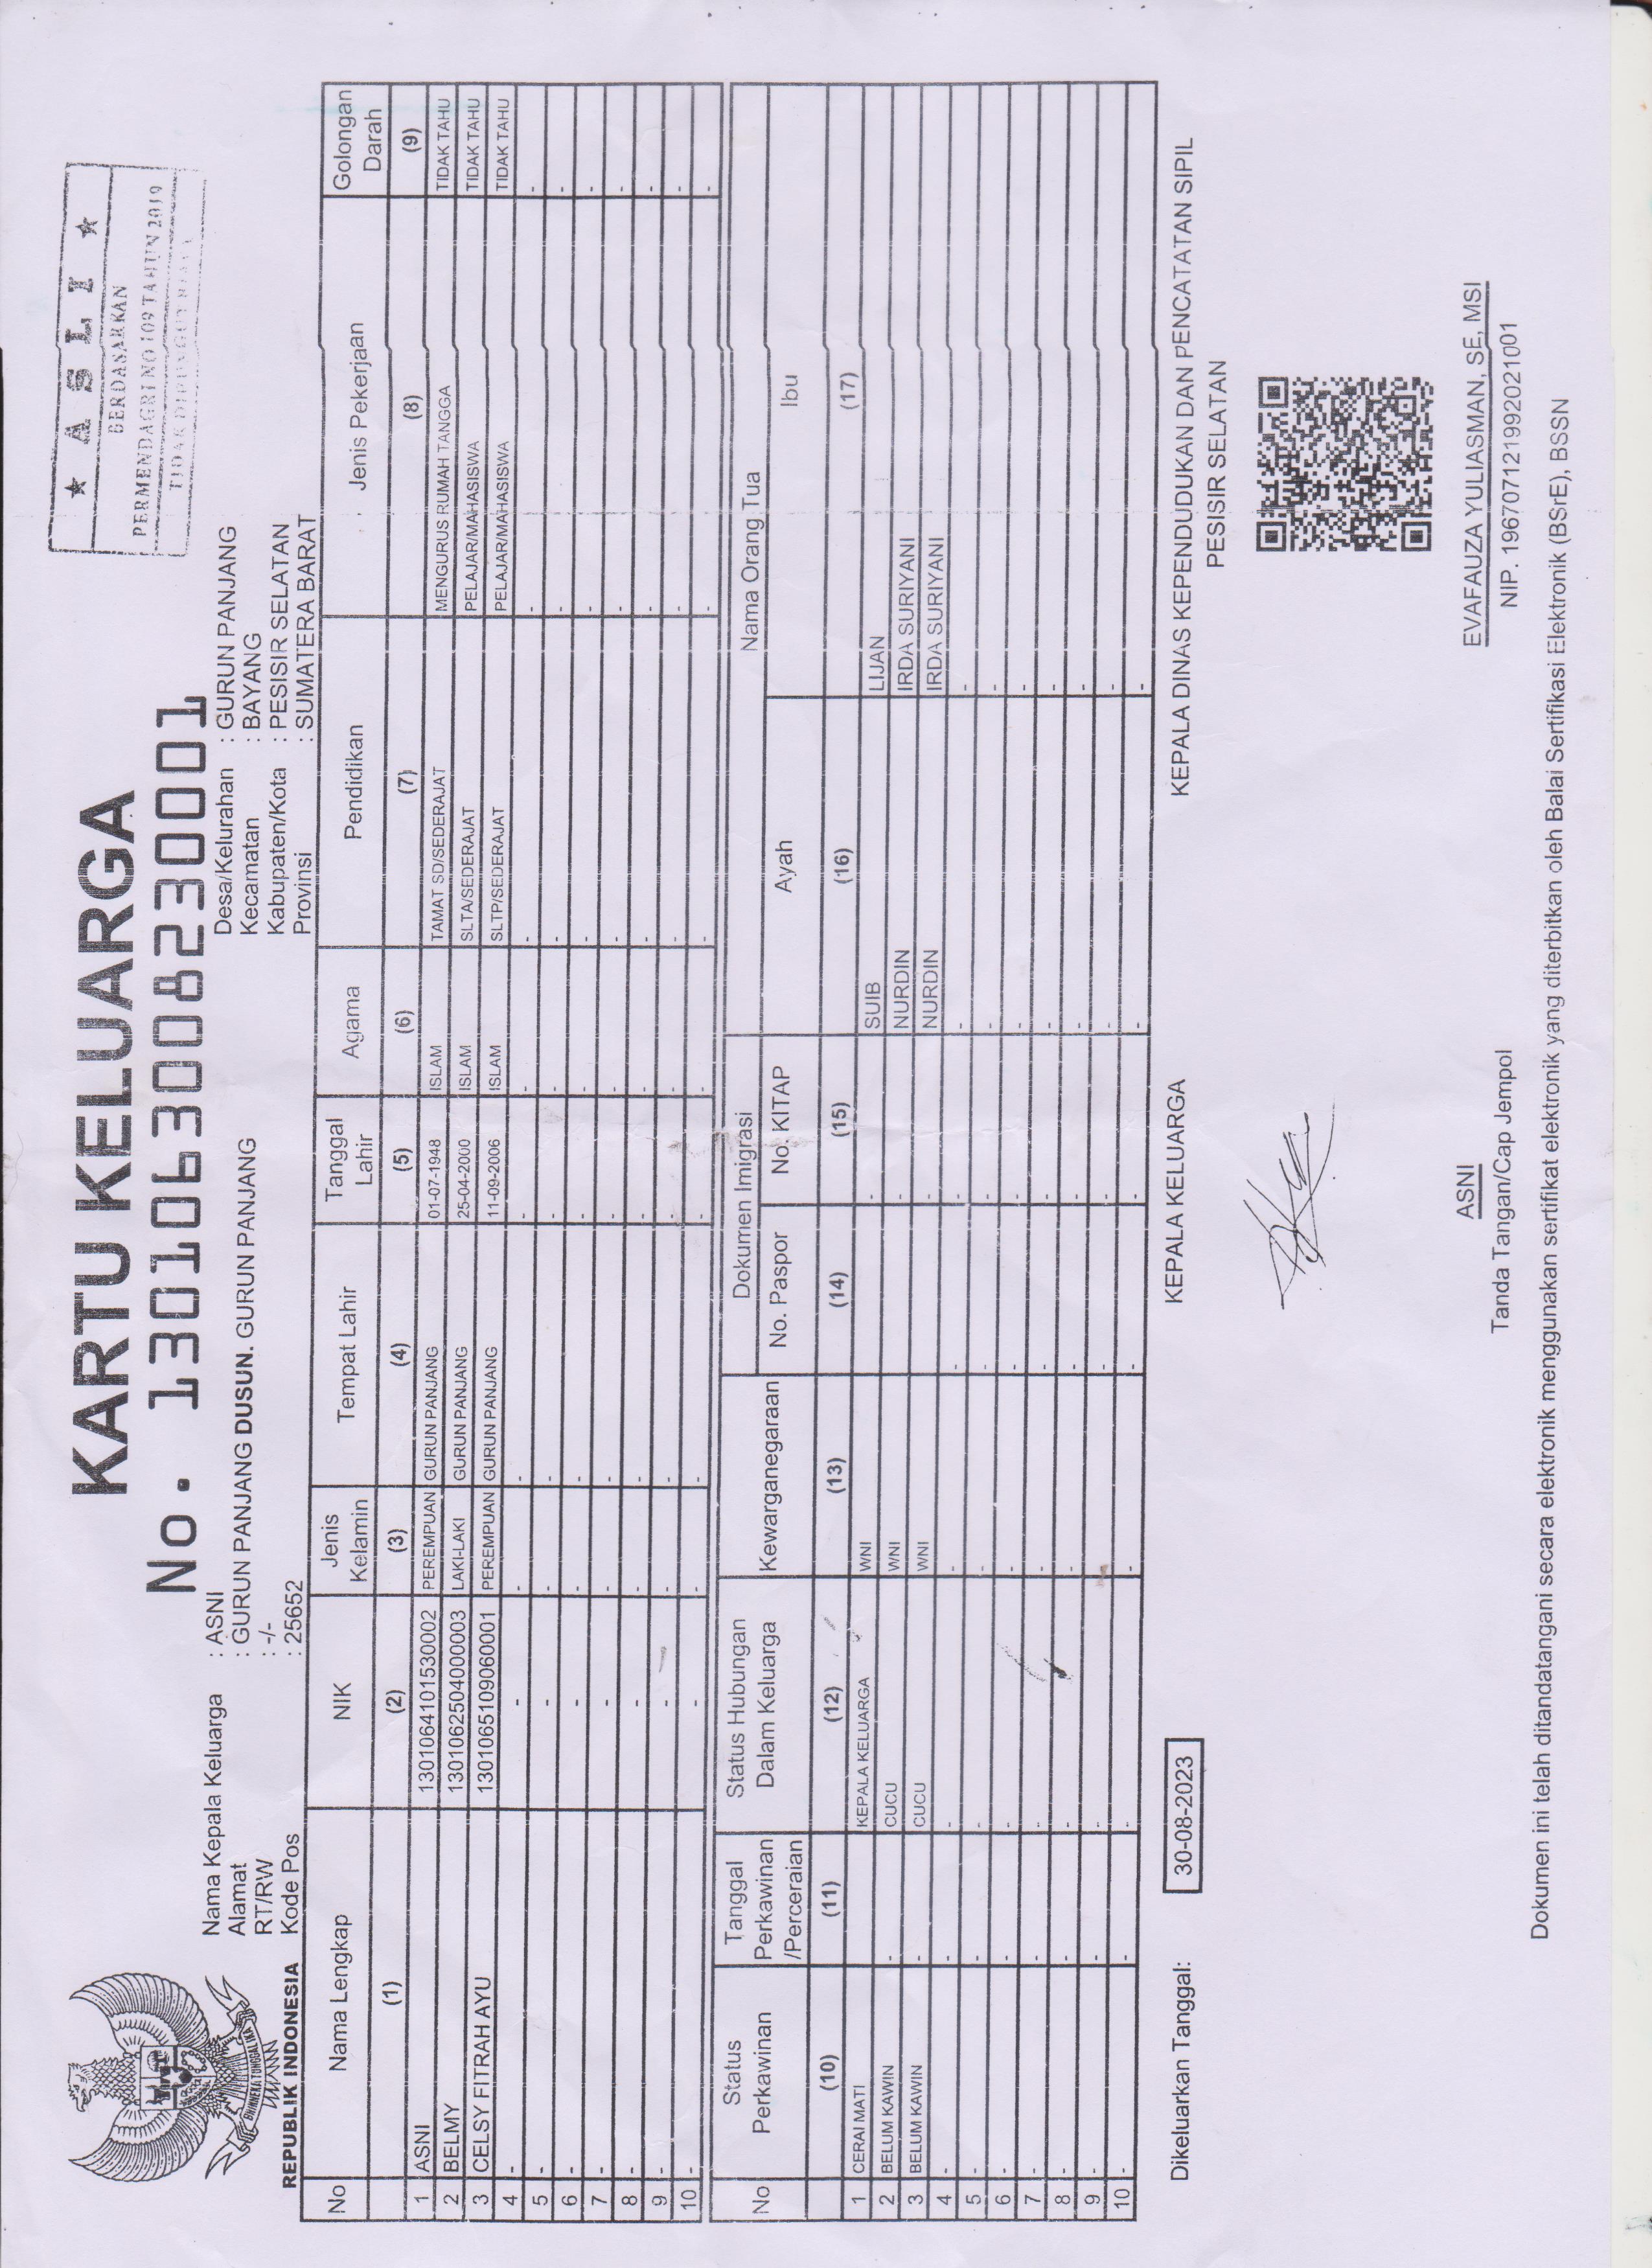 KARTU KELUARGA
No. 1301063008230001
★ A S L I ★
BERDASARKAN
PERMENDAGRI NO 109 TAHUN 2019
TIDAK DIPUNGUT BIAYA
BHINNEKA TUNGGAL IKA
REPUBLIK INDONESIA
Nama Kepala Keluarga : ASNI
Alamat : GURUN PANJANG DUSUN. GURUN PANJANG
RT/RW : -/-
Kode Pos : 25652
Desa/Kelurahan : GURUN PANJANG
Kecamatan : BAYANG
Kabupaten/Kota : PESISIR SELATAN
Provinsi : SUMATERA BARAT
No Nama Lengkap NIK Jenis Kelamin Tempat Lahir Tanggal Lahir Agama Pendidikan Jenis Pekerjaan Golongan Darah
(1) (2) (3) (4) (5) (6) (7) (8) (9)
1 ASNI 1301064101530002 PEREMPUAN GURUN PANJANG 01-07-1948 ISLAM TAMAT SD/SEDERAJAT MENGURUS RUMAH TANGGA TIDAK TAHU
2 BELMY 1301062504000003 LAKI-LAKI GURUN PANJANG 25-04-2000 ISLAM SLTA/SEDERAJAT PELAJAR/MAHASISWA TIDAK TAHU
3 CELSY FITRAH AYU 1301065109060001 PEREMPUAN GURUN PANJANG 11-09-2006 ISLAM SLTP/SEDERAJAT PELAJAR/MAHASISWA TIDAK TAHU
4 - - - - - - - - -
5 - - - - - - - - -
6 - - - - - - - - -
7 - - - - - - - - -
8 - - - - - - - - -
9 - - - - - - - - -
10 - - - - - - - - -
No Status Perkawinan Tanggal Perkawinan /Perceraian Status Hubungan Dalam Keluarga Kewarganegaraan Dokumen Imigrasi Nama Orang Tua
No. Paspor No. KITAP Ayah Ibu
(10) (11) (12) (13) (14) (15) (16) (17)
1 CERAI MATI KEPALA KELUARGA WNI - SUIB LIJAN
2 BELUM KAWIN - CUCU WNI - NURDIN IRDA SURIYANI
3 BELUM KAWIN - CUCU WNI - NURDIN IRDA SURIYANI
4 - - - - - - - -
5 - - - - - - - -
6 - - - - - - - -
7 - - - - - - - -
8 - - - - - - - -
9 - - - - - - - -
10 - - - - - - - -
Dikeluarkan Tanggal: 30-08-2023
KEPALA KELUARGA
ASNI
Tanda Tangan/Cap Jempol
KEPALA DINAS KEPENDUDUKAN DAN PENCATATAN SIPIL
PESISIR SELATAN
EVAFAUZA YULIASMAN, SE, MSI
NIP. 196707121992021001
Dokumen ini telah ditandatangani secara elektronik menggunakan sertifikat elektronik yang diterbitkan oleh Balai Sertifikasi Elektronik (BSrE), BSSN